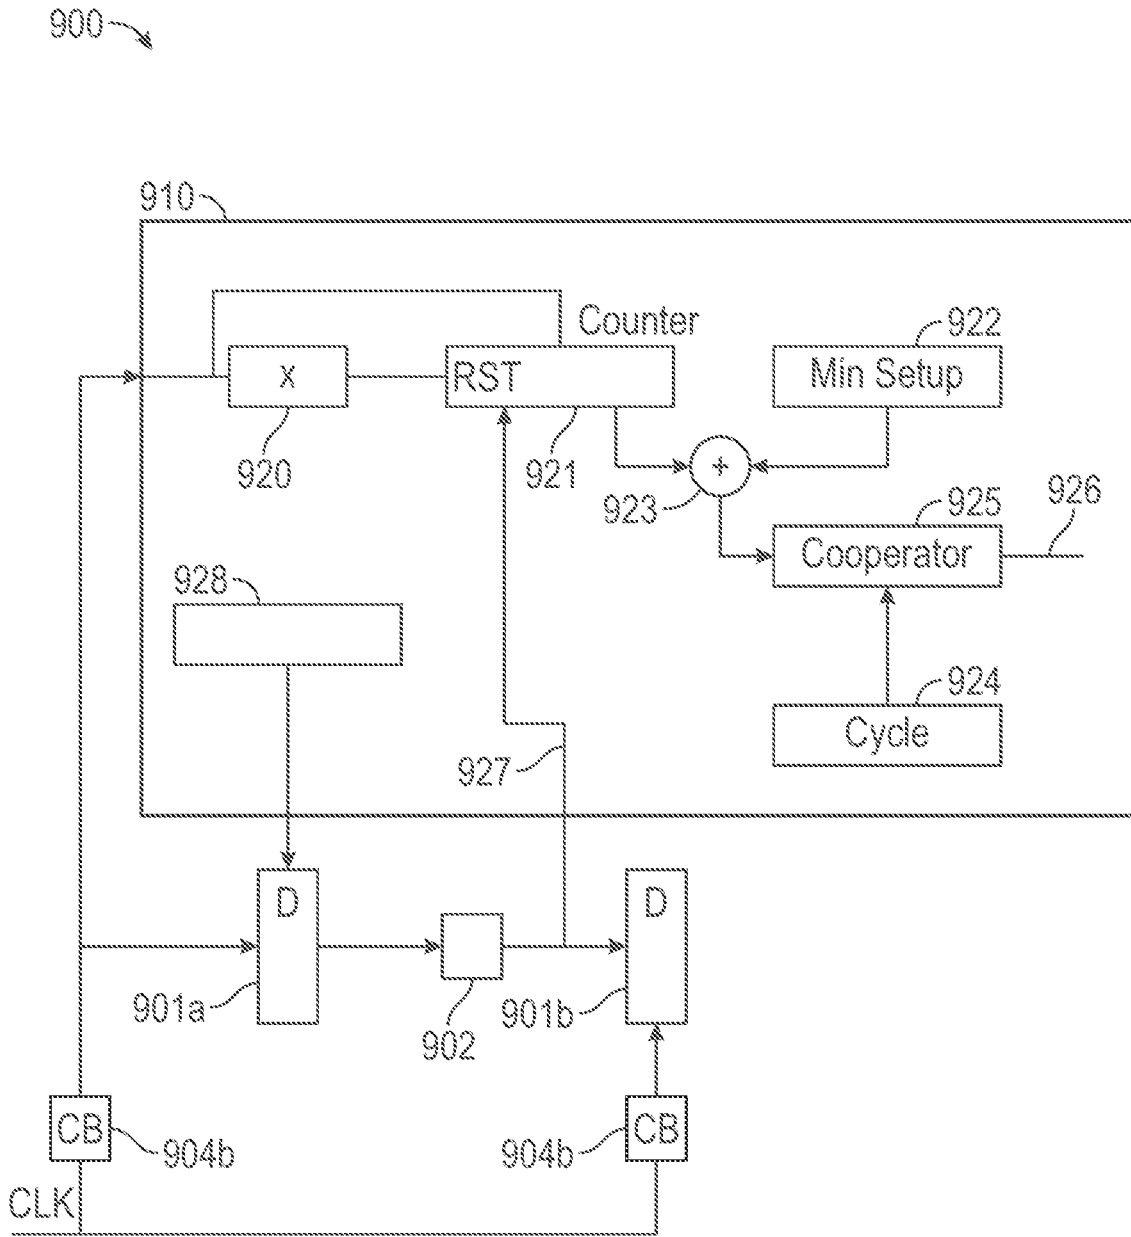 900
910
Counter
922
x
RST
Min Setup
920
921
+
923
925
926
Cooperator
928
924
Cycle
927
D
D
901a
902
901b
CB
904b
CB
904b
CLK